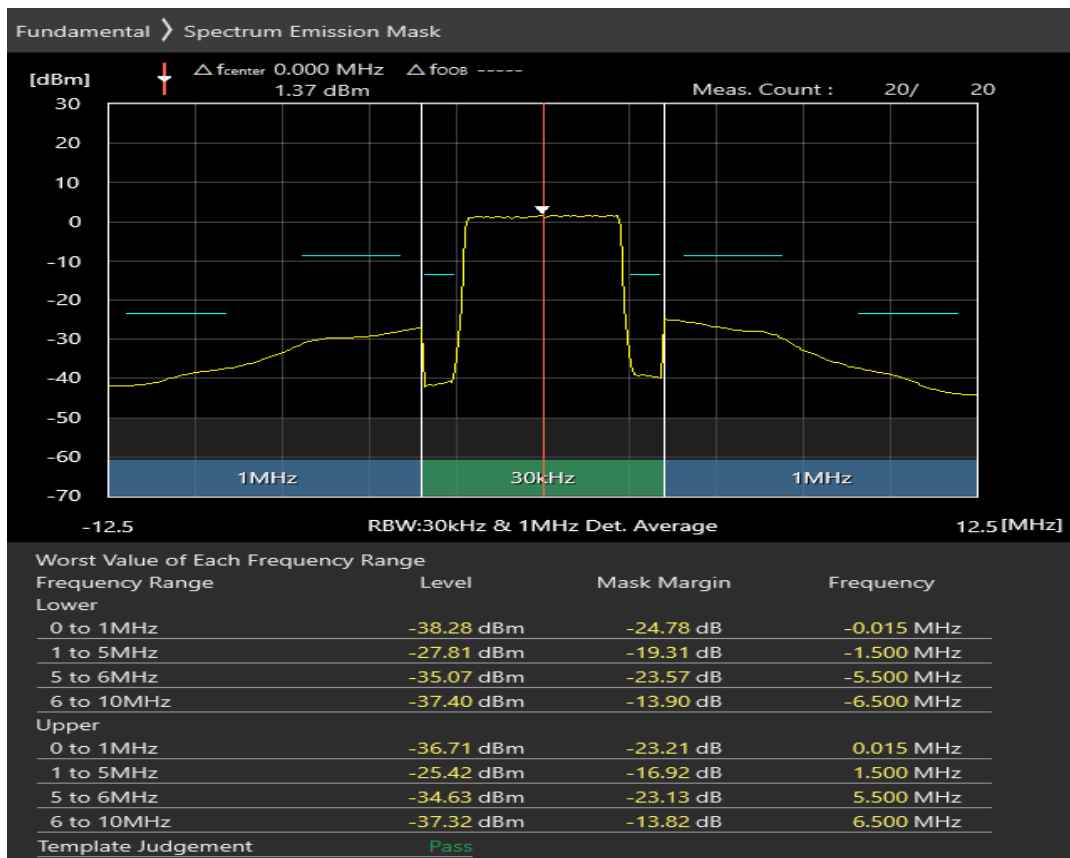 Fundamental 〉 Spectrum Emission Mask
[dBm]
△ fcenter 0.000 MHz △ fOOB -----
1.37 dBm
Meas. Count : 20/ 20
30
20
10
0
-10
-20
-30
-40
-50
-60
-70
1MHz 30kHz 1MHz
-12.5 RBW:30kHz & 1MHz Det. Average 12.5 [MHz]
Worst Value of Each Frequency Range
Frequency Range Level Mask Margin Frequency
Lower
0 to 1MHz -38.28 dBm -24.78 dB -0.015 MHz
1 to 5MHz -27.81 dBm -19.31 dB -1.500 MHz
5 to 6MHz -35.07 dBm -23.57 dB -5.500 MHz
6 to 10MHz -37.40 dBm -13.90 dB -6.500 MHz
Upper
0 to 1MHz -36.71 dBm -23.21 dB 0.015 MHz
1 to 5MHz -25.42 dBm -16.92 dB 1.500 MHz
5 to 6MHz -34.63 dBm -23.13 dB 5.500 MHz
6 to 10MHz -37.32 dBm -13.82 dB 6.500 MHz
Template Judgement Pass